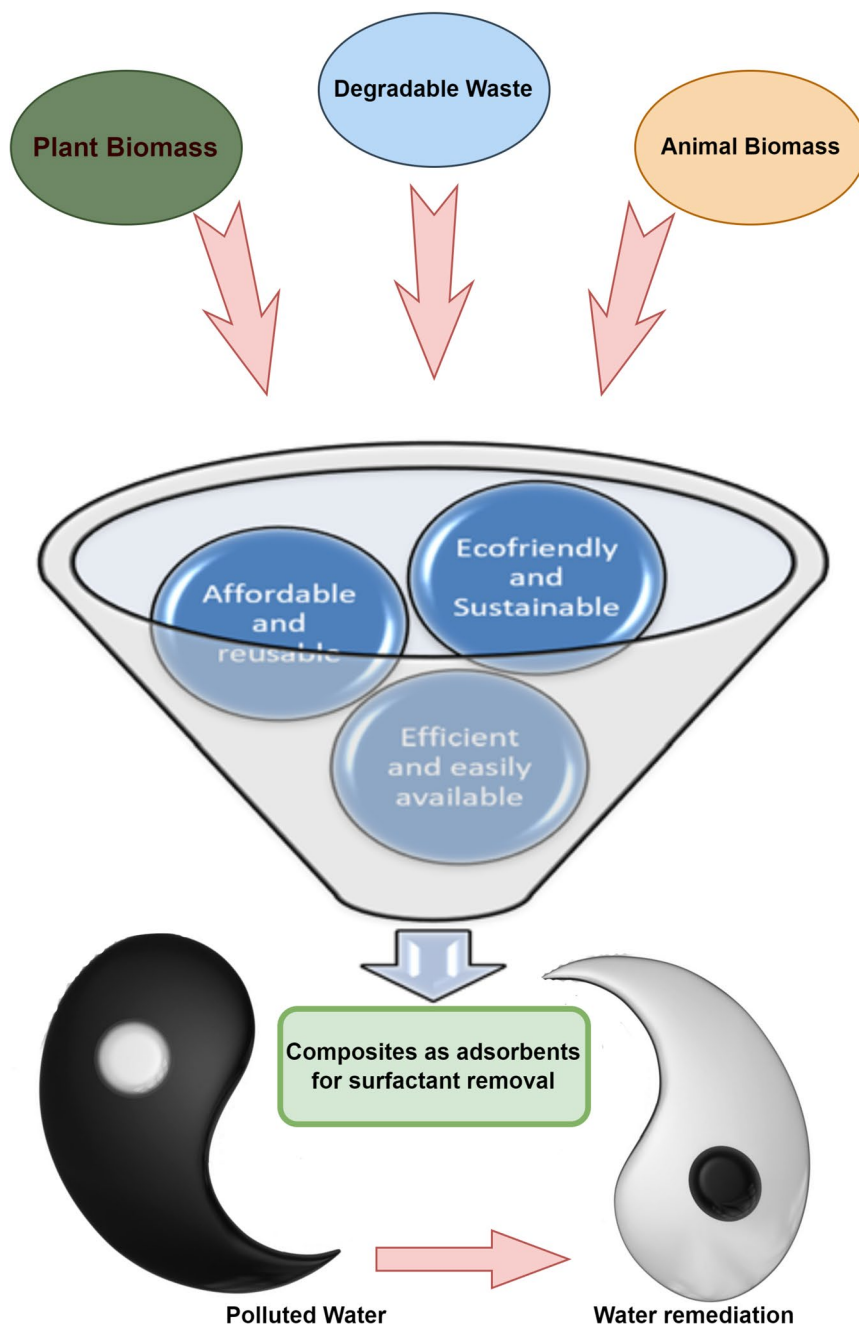 Degradable Waste
Plant Biomass
Animal Biomass
Ecofriendly
and
Sustainable
Affordable
and
reusable
Efficient
and easily
available
Composites as adsorbents
for surfactant removal
Polluted Water
Water remediation